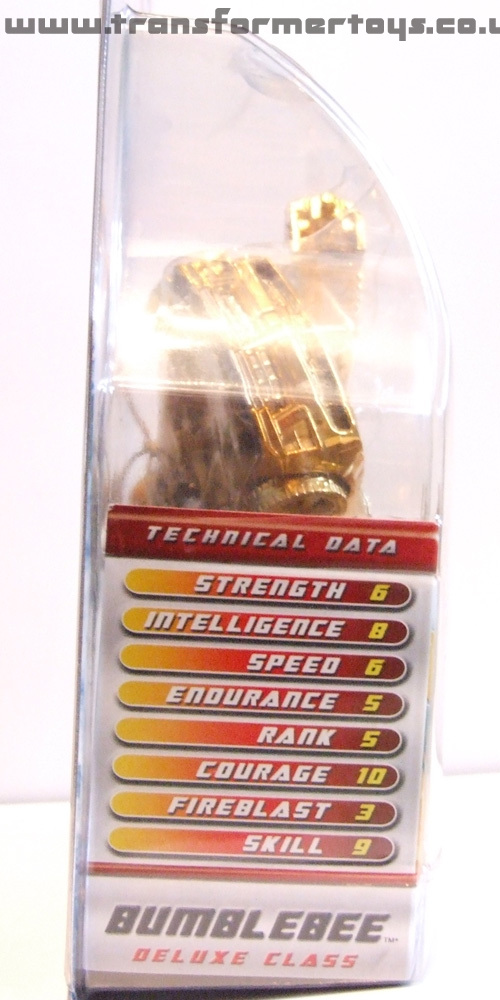 www.transformertoys.co.u
TECHNICAL DATA
STRENGTH 6
INTELLIGENCE 8
SPEED 6
ENDURANCE 5
RANK 5
COURAGE 10
FIREBLAST 3
SKILL 9
BUMBLEBEE™
DELUXE CLASS